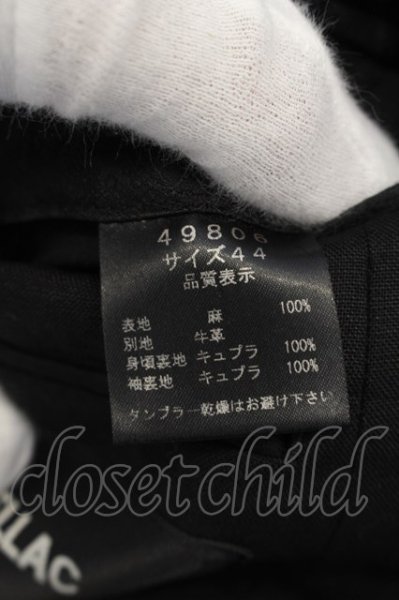 49806
サイズ44
品質表示
表地 麻 100%
別地 牛革
身頃裏地 キュプラ 100%
袖裏地 キュプラ 100%
タンブラー乾燥はお避け下さい
closet child
LAC